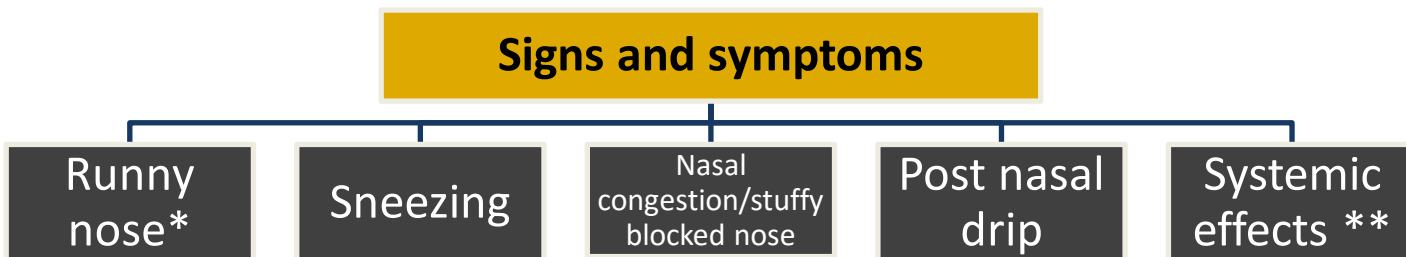 Signs and symptoms
Runny
nose*
Sneezing
Nasal
congestion/stuffy
blocked nose
Post nasal
drip
Systemic
effects **